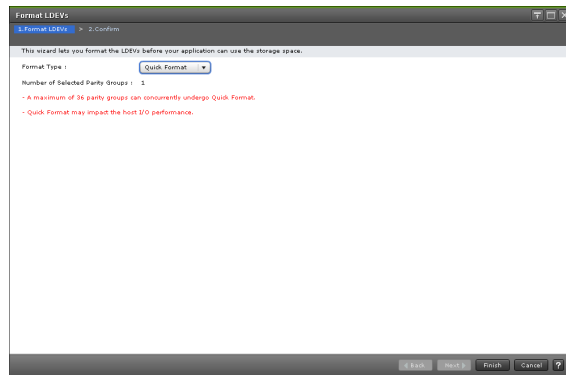 Format LDEVs
1.Format LDEVs > 2.Confirm
This wizard lets you format the LDEVs before your application can use the storage space.
Format Type : Quick Format
Number of Selected Parity Groups : 1
- A maximum of 36 parity groups can concurrently undergo Quick Format.
- Quick Format may impact the host I/O performance.
< Back Next > Finish Cancel ?